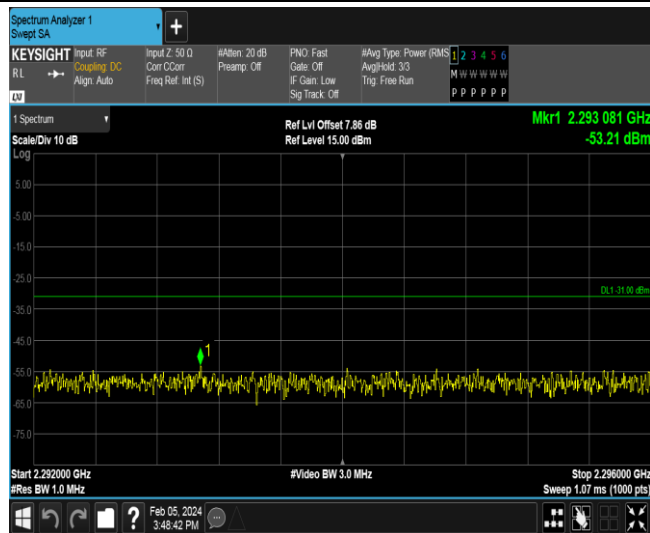 Spectrum Analyzer 1
Swept SA
+
KEYSIGHT
RL
LXI
Input: RF
Coupling: DC
Align: Auto
Input Z: 50 Ω
Corr CCorr
Freq Ref: Int (S)
#Atten: 20 dB
Preamp: Off
PNO: Fast
Gate: Off
IF Gain: Low
Sig Track: Off
#Avg Type: Power (RMS
Avg|Hold: 3/3
Trig: Free Run
1 2 3 4 5 6
M W W W W W
P P P P P P
1 Spectrum
Scale/Div 10 dB
Ref Lvl Offset 7.86 dB
Ref Level 15.00 dBm
Mkr1 2.293 081 GHz
-53.21 dBm
Log
5.00
-5.00
-15.0
-25.0
DL1 -31.00 dBm
-35.0
-45.0
1
-55.0
-65.0
-75.0
Start 2.292000 GHz
#Res BW 1.0 MHz
#Video BW 3.0 MHz
Stop 2.296000 GHz
Sweep 1.07 ms (1000 pts)
?
Feb 05, 2024
3:48:42 PM